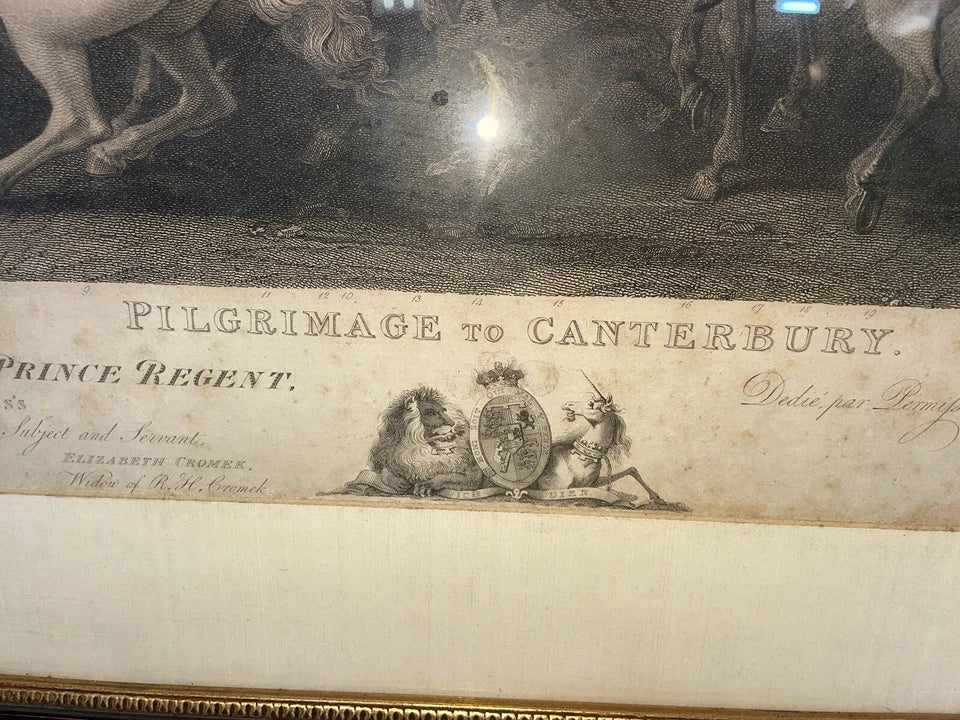 9 11 12 10. 13 14 15 16 17 18 19
PILGRIMAGE TO CANTERBURY.
PRINCE REGENT,
Subject and Servant,
ELIZABETH CROMEK,
Widow of R. H. Cromek.
Dedié, par Permiss
ICH DIEN